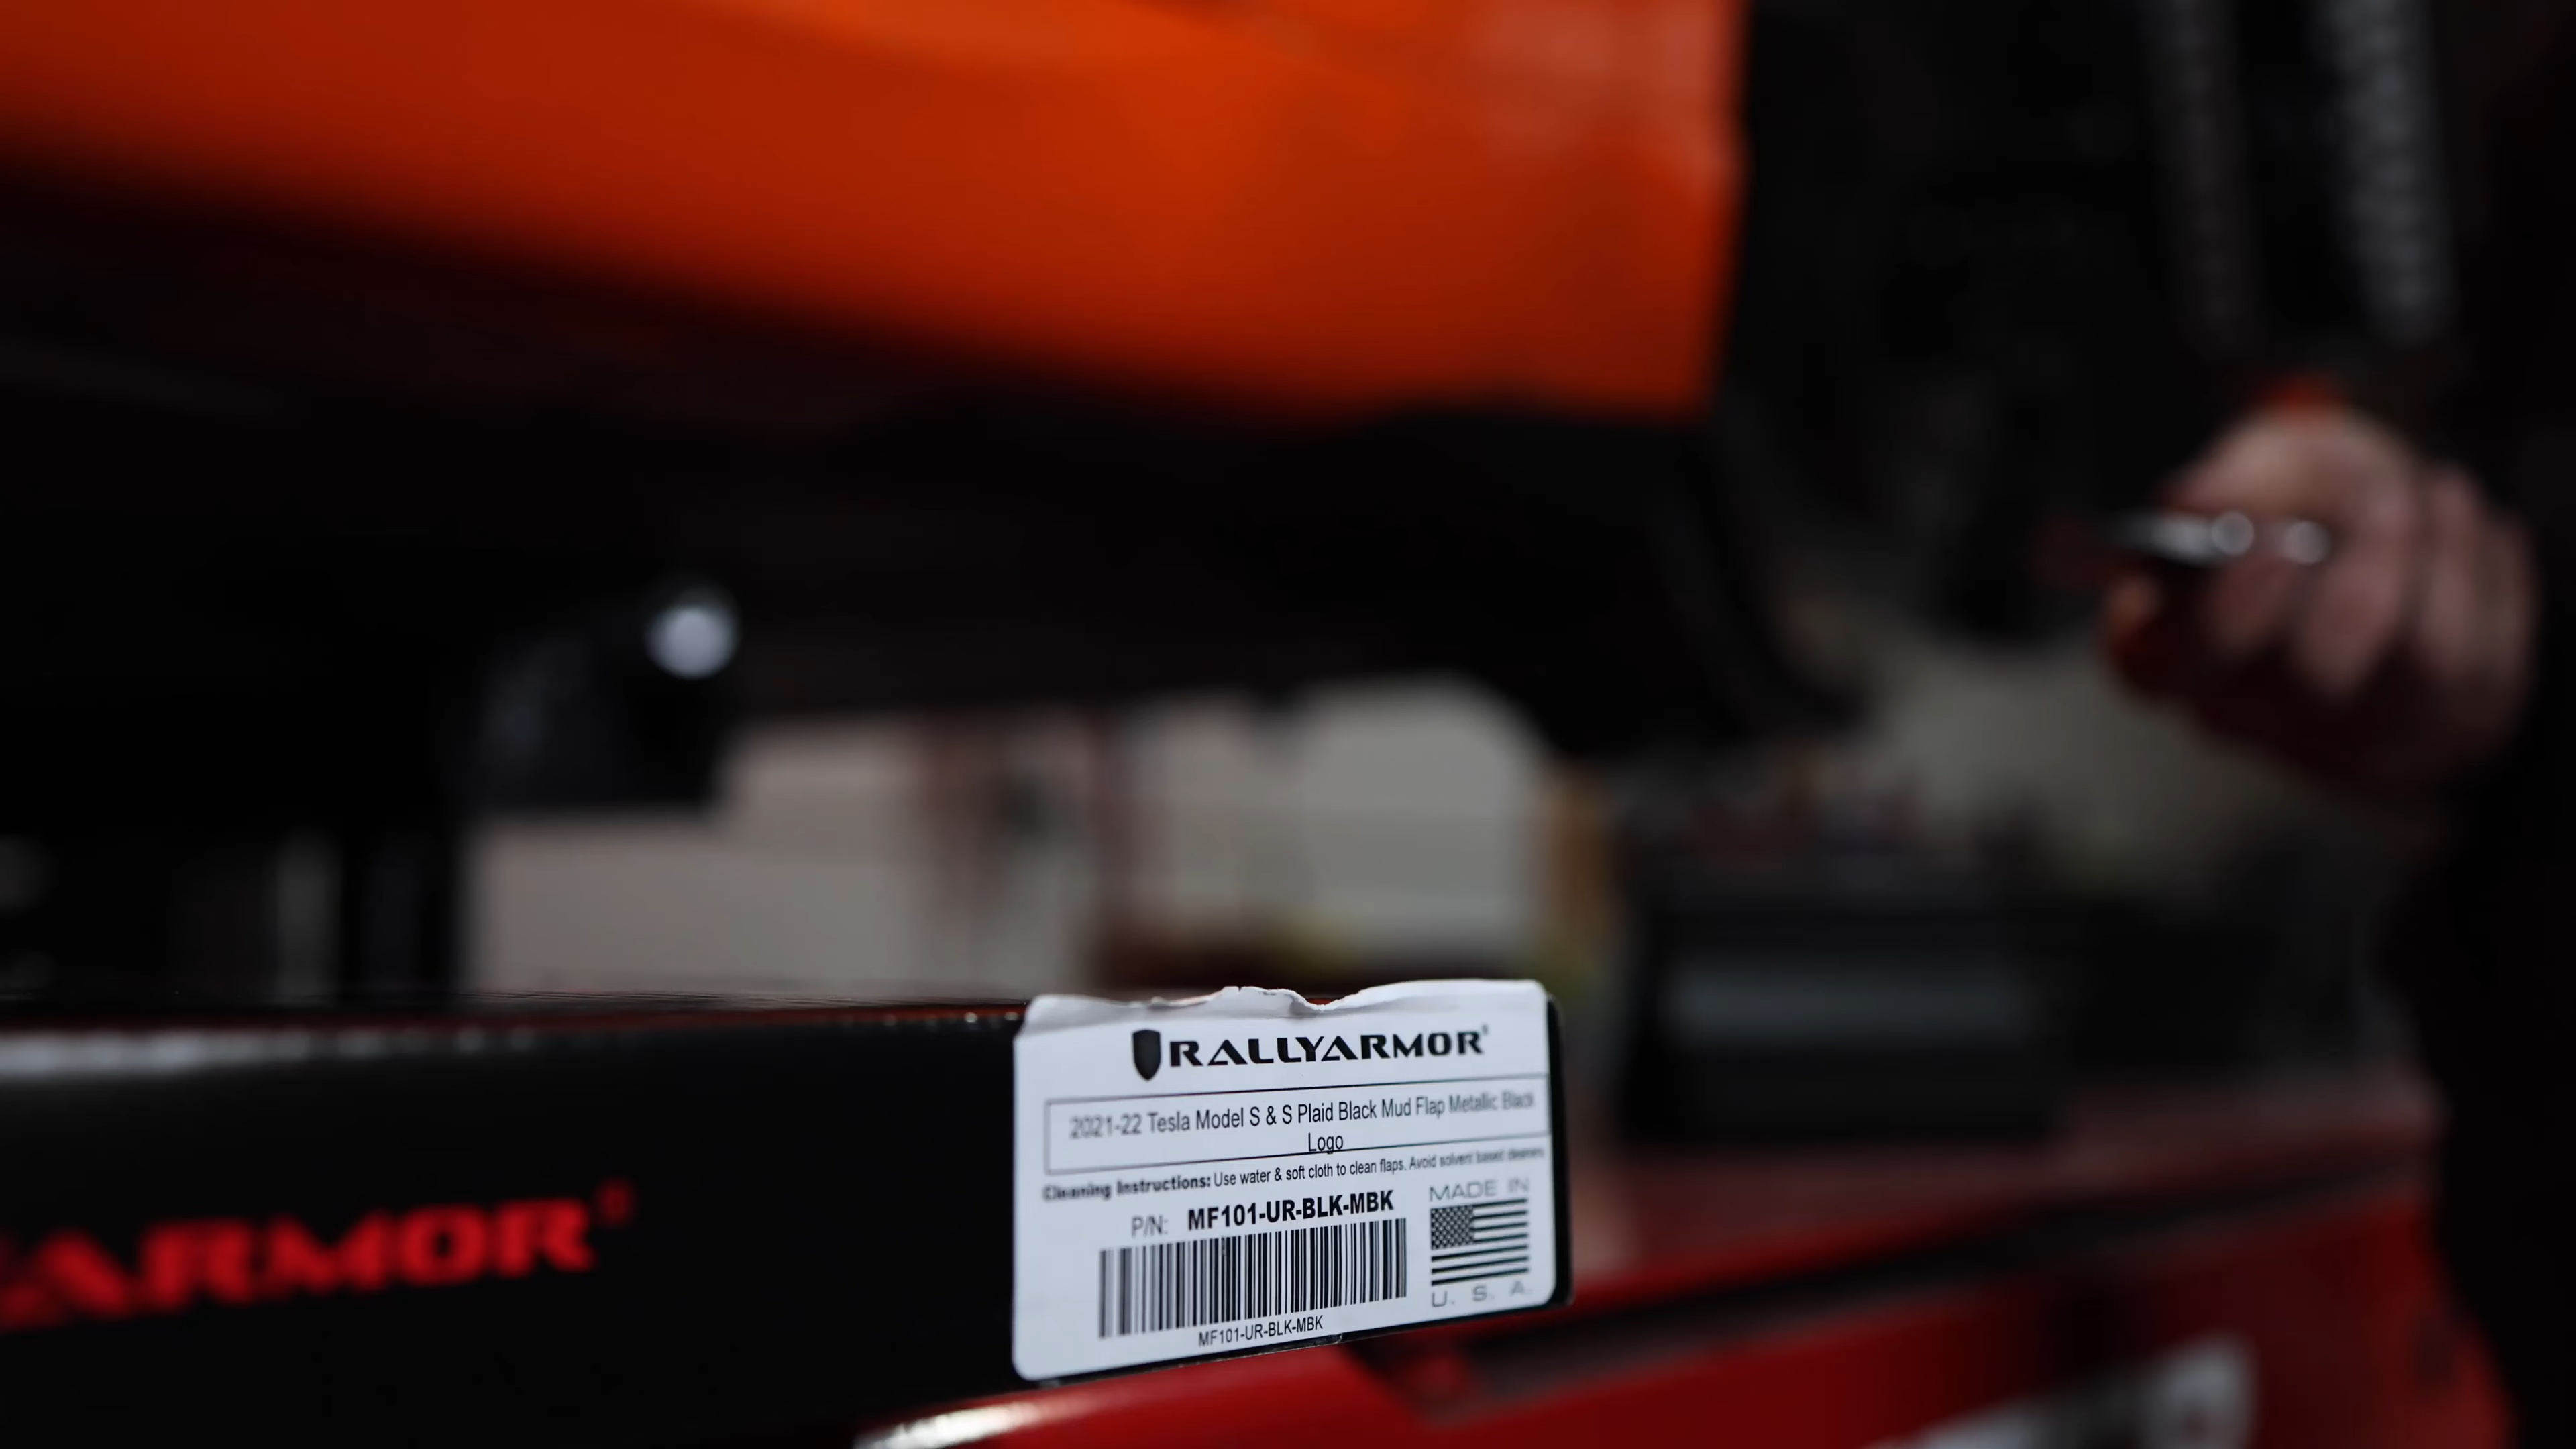 RALLYARMOR®
2021-22 Tesla Model S & S Plaid Black Mud Flap Metallic Black
Logo
Cleaning Instructions: Use water & soft cloth to clean flaps. Avoid solvent based cleaners
P/N: MF101-UR-BLK-MBK
MADE IN
U. S. A.
MF101-UR-BLK-MBK
ARMOR®